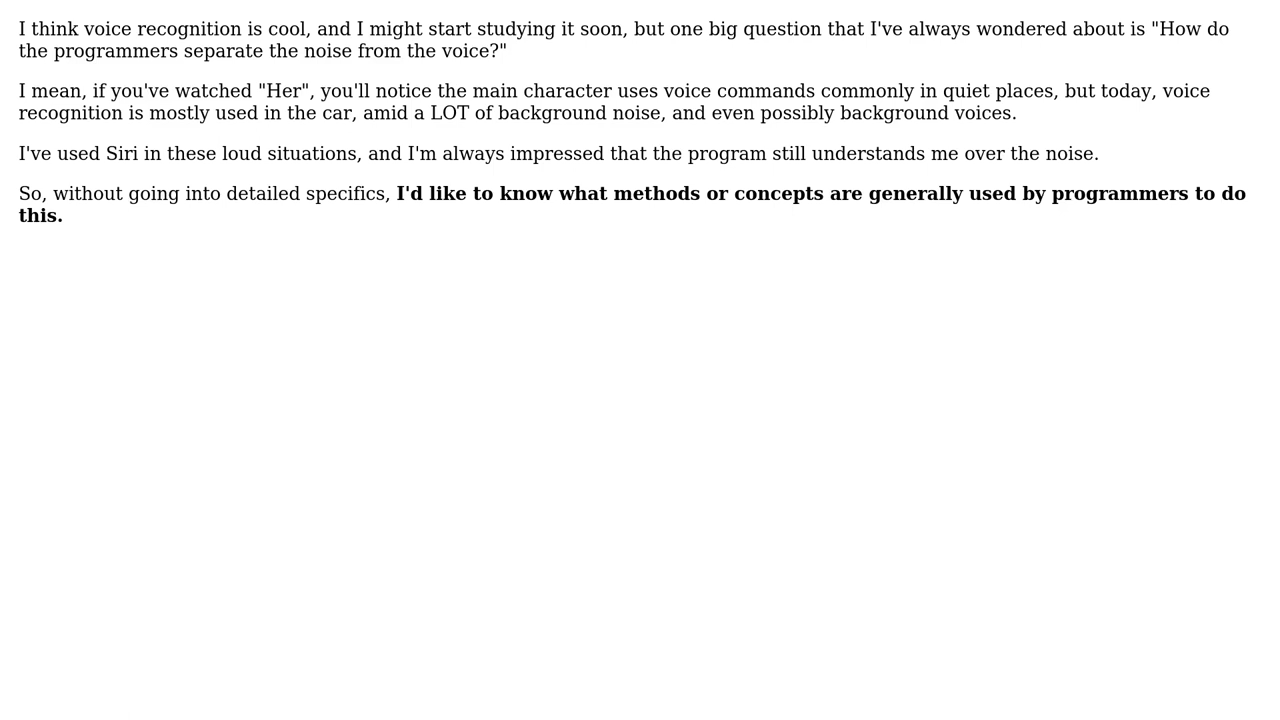 I think voice recognition is cool, and I might start studying it soon, but one big question that I've always wondered about is "How do
the programmers separate the noise from the voice?"
I mean, if you've watched "Her", you'll notice the main character uses voice commands commonly in quiet places, but today, voice
recognition is mostly used in the car, amid a LOT of background noise, and even possibly background voices.
I've used Siri in these loud situations, and I'm always impressed that the program still understands me over the noise.
So, without going into detailed specifics, I'd like to know what methods or concepts are generally used by programmers to do
this.